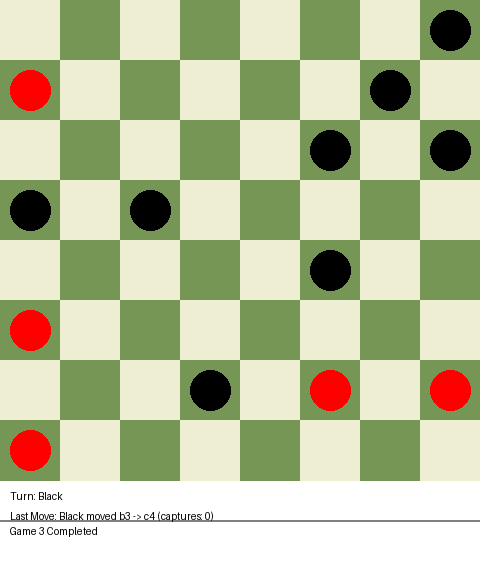 Turn: Black
Last Move: Black moved b3 -> c4 (captures: 0)
Game 3 Completed